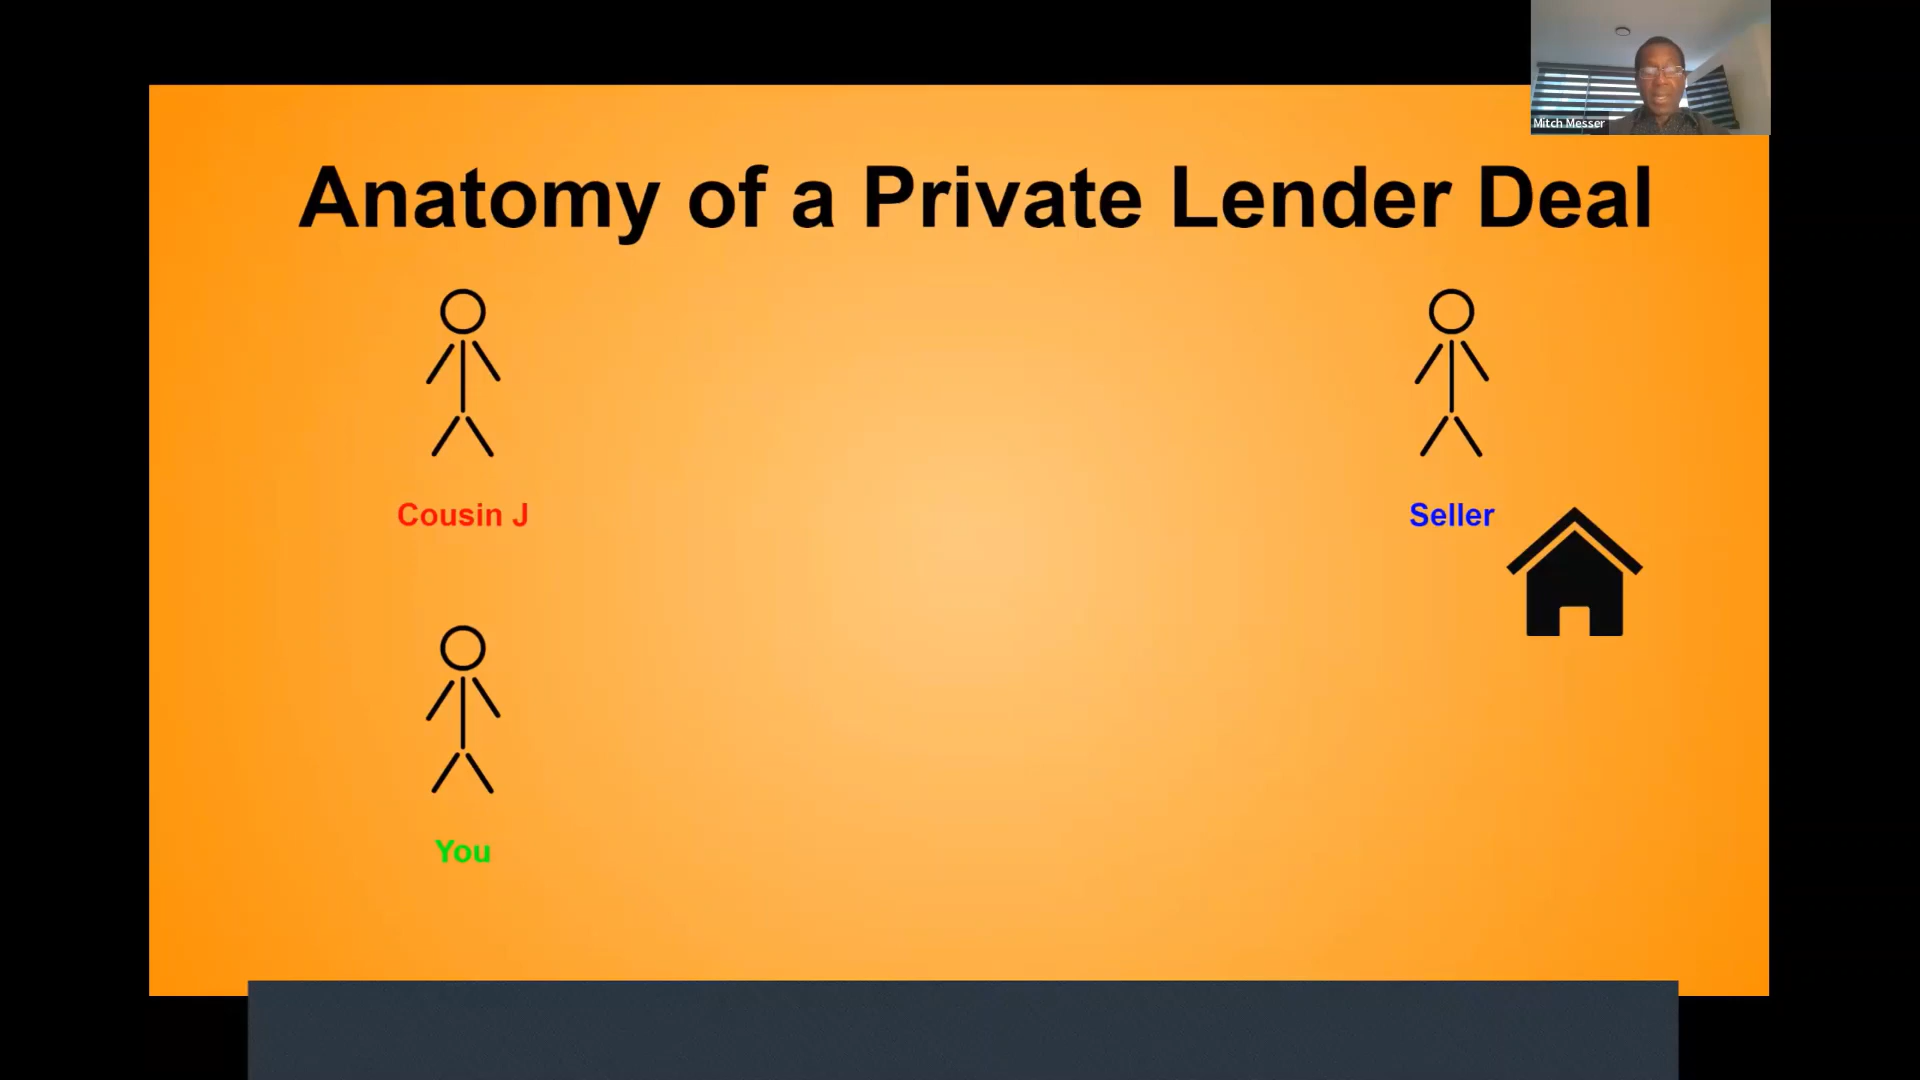 Mitch Messer
Anatomy of a Private Lender Deal
Cousin J
Seller
You